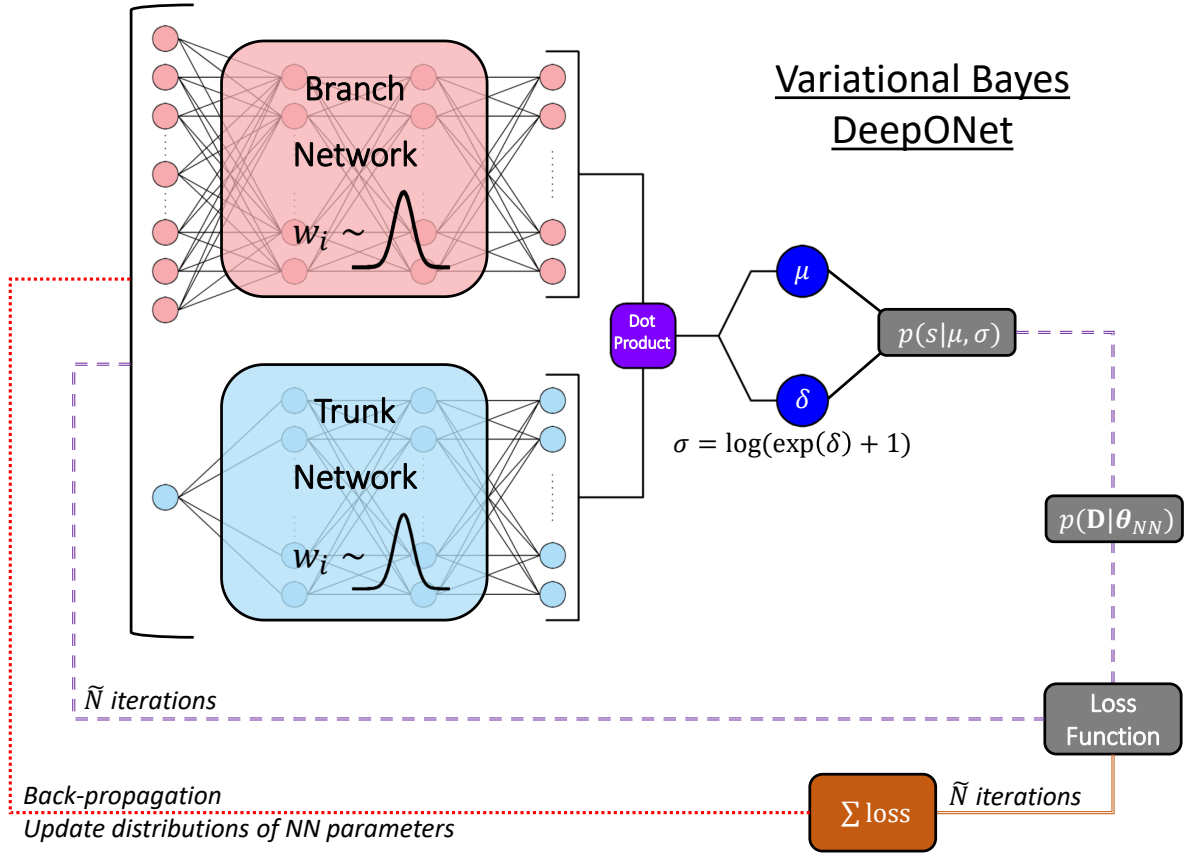 Variational Bayes
DeepONet
Branch
Network
w_i ~
Dot
Product
μ
δ
σ = log(exp(δ) + 1)
p(s|μ, σ)
Trunk
Network
w_i ~
p(𝐃|𝜽_NN)
Ñ iterations
Loss
Function
Back-propagation
Update distributions of NN parameters
∑ loss
Ñ iterations